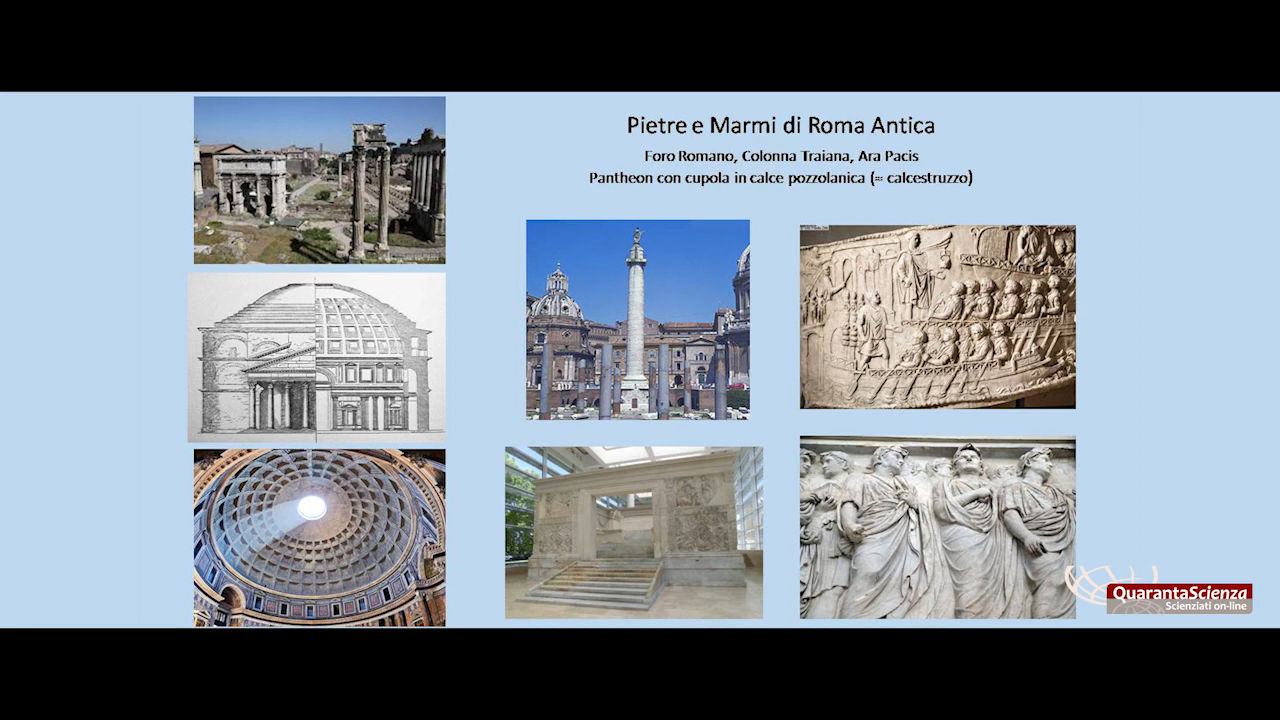 Pietre e Marmi di Roma Antica
Foro Romano, Colonna Traiana, Ara Pacis
Pantheon con cupola in calce pozzolanica (≈ calcestruzzo)
QuarantaScienza
Scienziati on-line